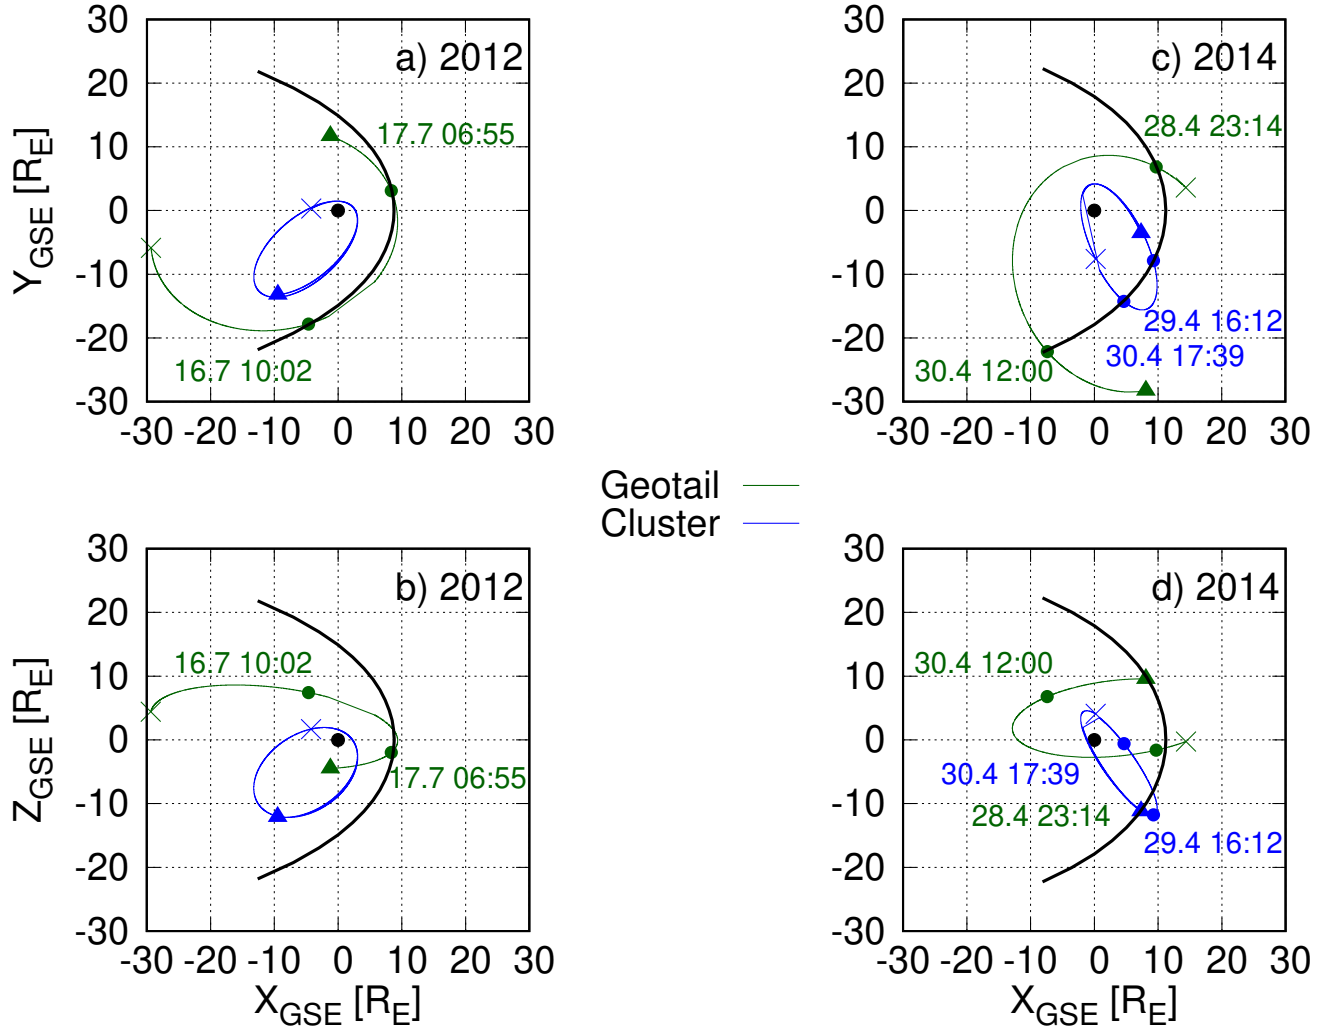 a) 2012
30
20
10
0
-10
-20
-30
-30 -20 -10 0 10 20 30
Y_GSE [R_E]
17.7 06:55
16.7 10:02
c) 2014
30
20
10
0
-10
-20
-30
-30 -20 -10 0 10 20 30
28.4 23:14
29.4 16:12
30.4 17:39
30.4 12:00
Geotail
Cluster
b) 2012
30
20
10
0
-10
-20
-30
-30 -20 -10 0 10 20 30
Z_GSE [R_E]
X_GSE [R_E]
16.7 10:02
17.7 06:55
d) 2014
30
20
10
0
-10
-20
-30
-30 -20 -10 0 10 20 30
X_GSE [R_E]
30.4 12:00
30.4 17:39
28.4 23:14
29.4 16:12